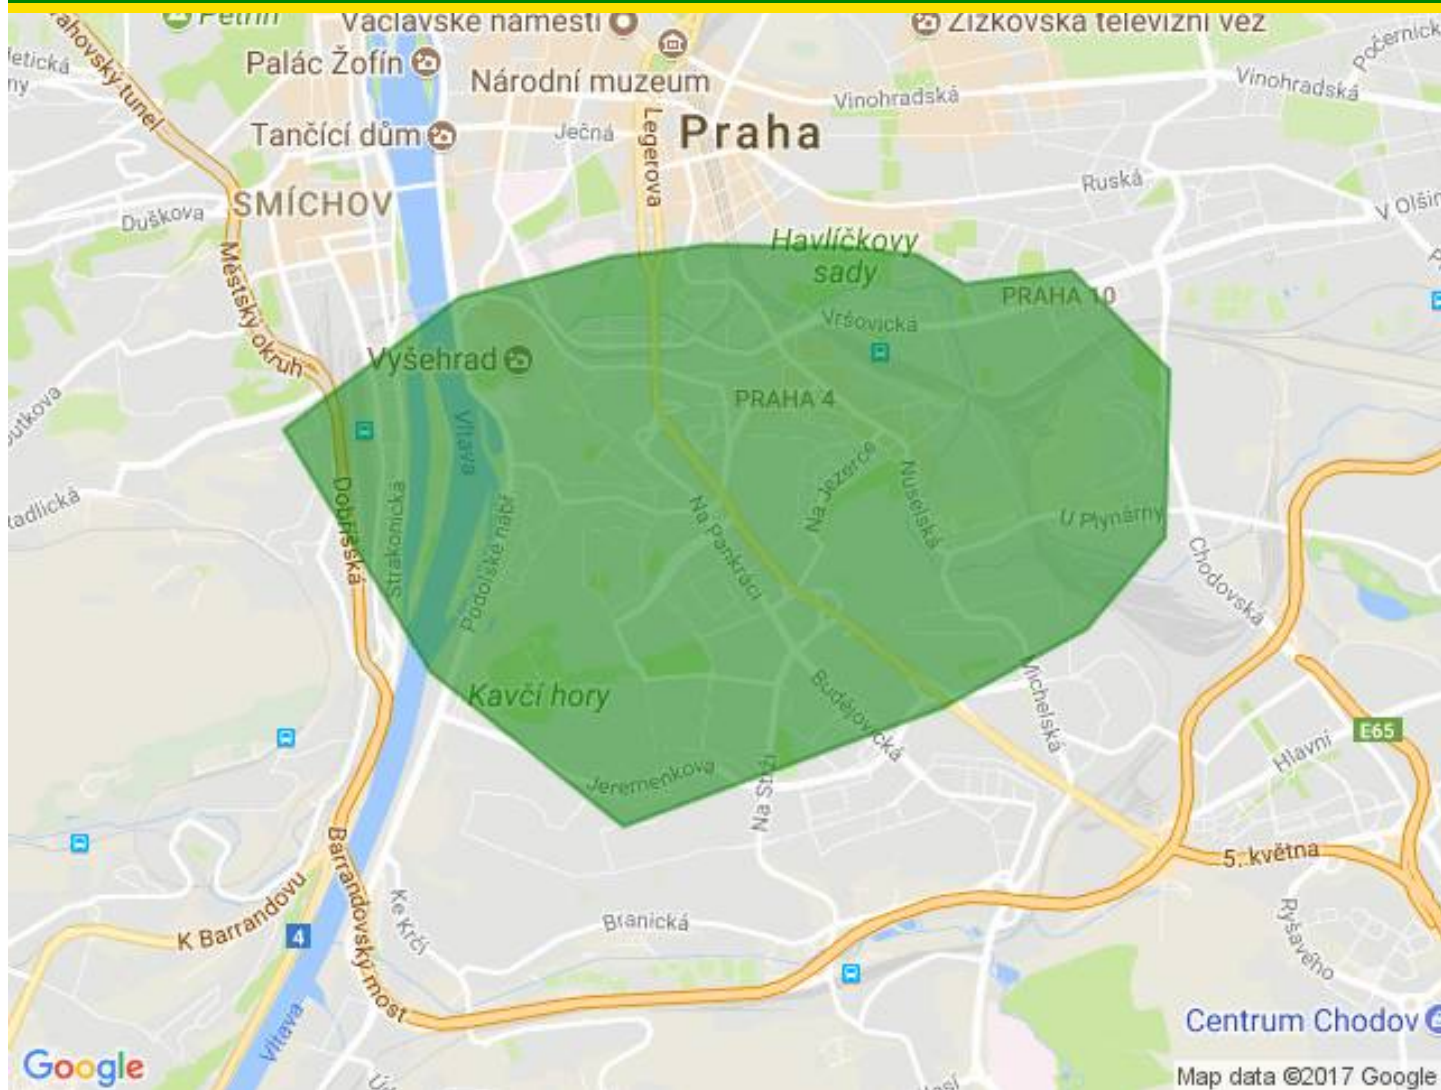 Petřín
Václavské náměstí
Žižkovská televizní věž
Palác Žofín
Národní muzeum
Vinohradská
Vinohradská
Tančící dům
Ječná
Legerova
Praha
Ruská
SMÍCHOV
Duškova
Městský okruh
Havlíčkovy
sady
PRAHA 10
Vršovická
Vyšehrad
PRAHA 4
Vltava
Na Jezerce
Nuselská
Dobříšská
Strakonická
Podolské nábř
Na Pankráci
U Plynárny
Chodovská
Kavčí hory
Budějovická
Michelská
E65
Hlavní
Jeremenkova
Na Strži
5. května
Barrandovský most
K Barrandovu
4
Ke Krči
Branická
Ryšavého
Vltava
Centrum Chodov
Google
Map data ©2017 Google